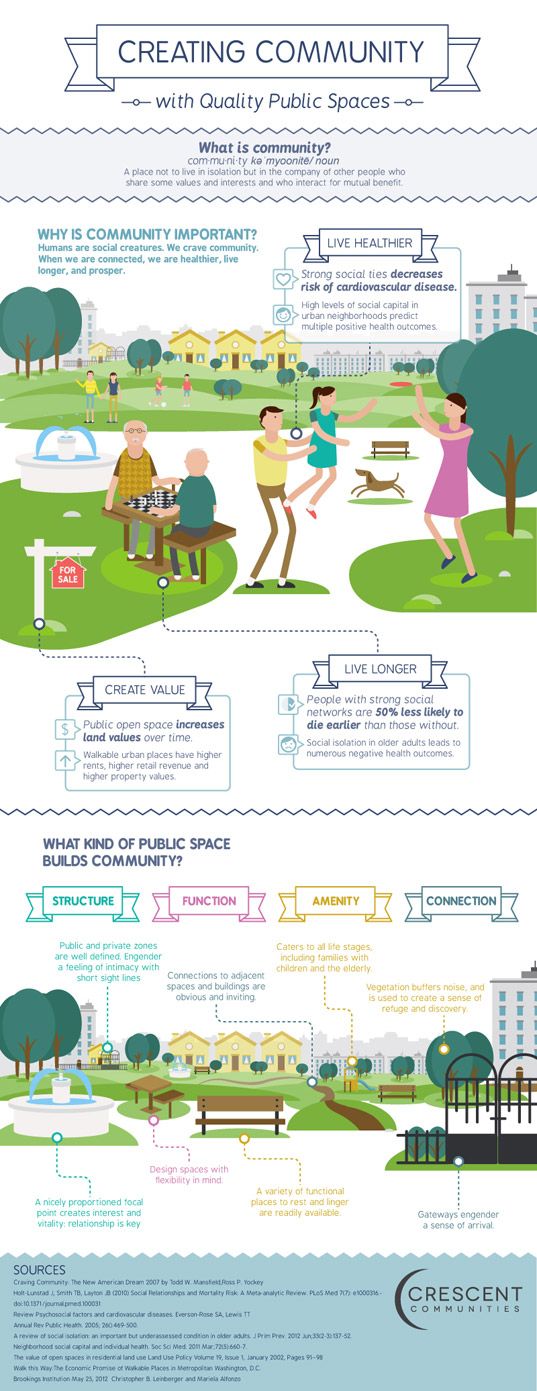 CREATING COMMUNITY
with Quality Public Spaces
What is community?
com·mu·ni·ty kə ˈmyoonitē/ noun
A place not to live in isolation but in the company of other people who
share some values and interests and who interact for mutual benefit.
WHY IS COMMUNITY IMPORTANT?
Humans are social creatures. We crave community.
When we are connected, we are healthier, live
longer, and prosper.
LIVE HEALTHIER
Strong social ties decreases
risk of cardiovascular disease.
High levels of social capital in
urban neighborhoods predict
multiple positive health outcomes.
FOR
SALE
CREATE VALUE
$
Public open space increases
land values over time.
Walkable urban places have higher
rents, higher retail revenue and
higher property values.
LIVE LONGER
People with strong social
networks are 50% less likely to
die earlier than those without.
Social isolation in older adults leads to
numerous negative health outcomes.
WHAT KIND OF PUBLIC SPACE
BUILDS COMMUNITY?
STRUCTURE
FUNCTION
AMENITY
CONNECTION
Public and private zones
are well defined. Engender
a feeling of intimacy with
short sight lines
Connections to adjacent
spaces and buildings are
obvious and inviting.
Caters to all life stages,
including families with
children and the elderly.
Vegetation buffers noise, and
is used to create a sense of
refuge and discovery.
A nicely proportioned focal
point creates interest and
vitality: relationship is key
Design spaces with
flexibility in mind.
A variety of functional
places to rest and linger
are readily available.
Gateways engender
a sense of arrival.
SOURCES
Craving Community: The New American Dream 2007 by Todd W. Mansfield,Ross P. Yockey
Holt-Lunstad J, Smith TB, Layton JB (2010) Social Relationships and Mortality Risk: A Meta-analytic Review. PLoS Med 7(7): e1000316 -
doi:10.1371/journal.pmed.100031
Review Psychosocial factors and cardiovascular diseases. Everson-Rose SA, Lewis TT
Annual Rev Public Health. 2005; 26():469-500.
A review of social isolation: an important but underassessed condition in older adults. J Prim Prev. 2012 Jun;33(2-3):137-52.
Neighborhood social capital and individual health. Soc Sci Med. 2011 Mar;72(5):660-7.
The value of open spaces in residential land use Land Use Policy Volume 19, Issue 1, January 2002, Pages 91–98
Walk this Way:The Economic Promise of Walkable Places in Metropolitan Washington, D.C.
Brookings Institution May 25, 2012 Christopher B. Leinberger and Mariela Alfonzo
CRESCENT
COMMUNITIES